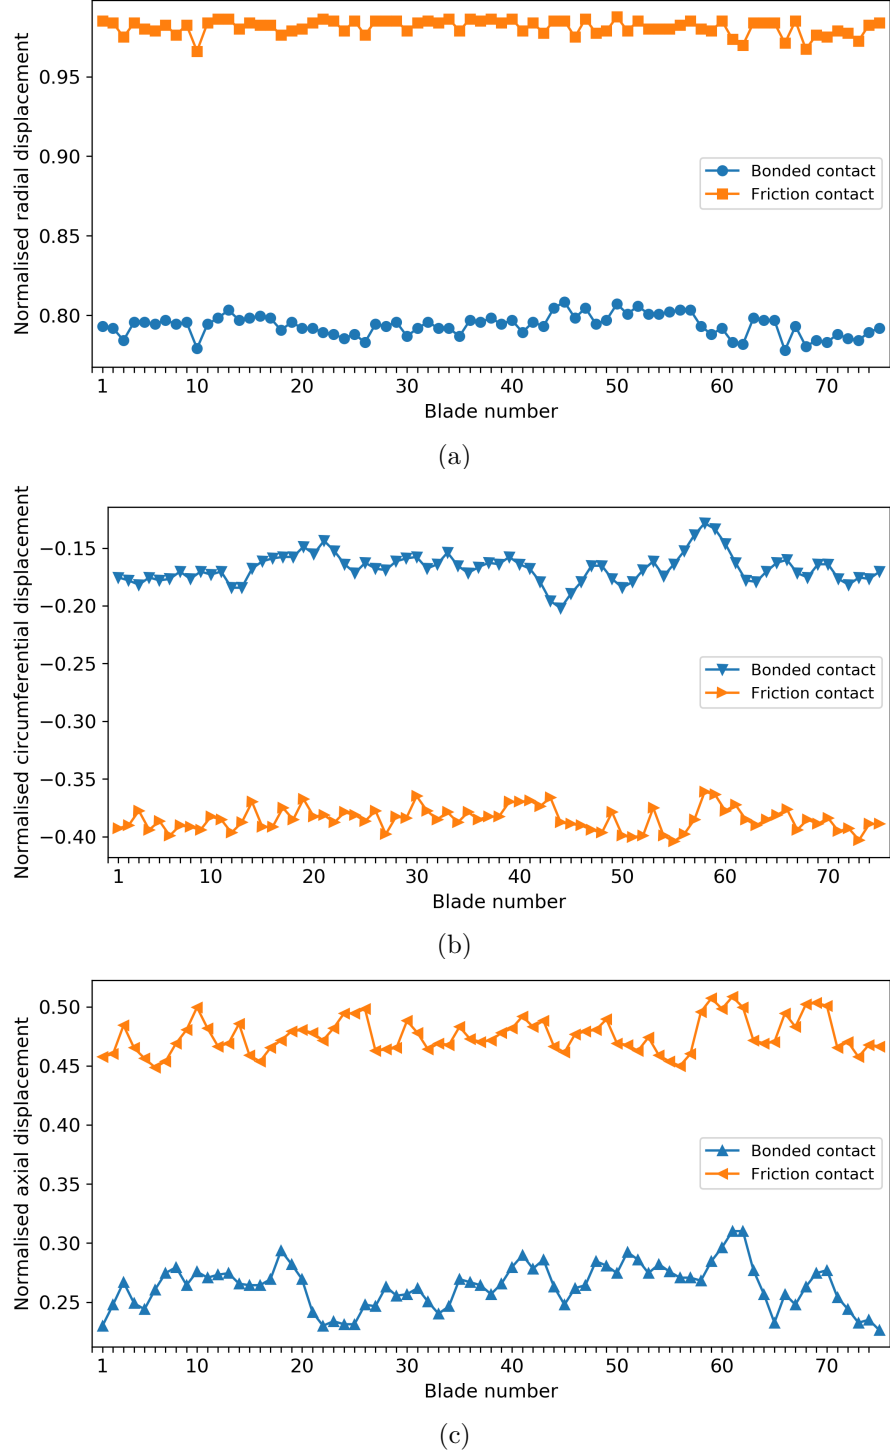 Normalised radial displacement
0.95
0.90
0.85
0.80
Bonded contact
Friction contact
1 10 20 30 40 50 60 70
Blade number
(a)
Normalised circumferential displacement
−0.15
−0.20
−0.25
−0.30
−0.35
−0.40
Bonded contact
Friction contact
1 10 20 30 40 50 60 70
Blade number
(b)
Normalised axial displacement
0.50
0.45
0.40
0.35
0.30
0.25
Bonded contact
Friction contact
1 10 20 30 40 50 60 70
Blade number
(c)